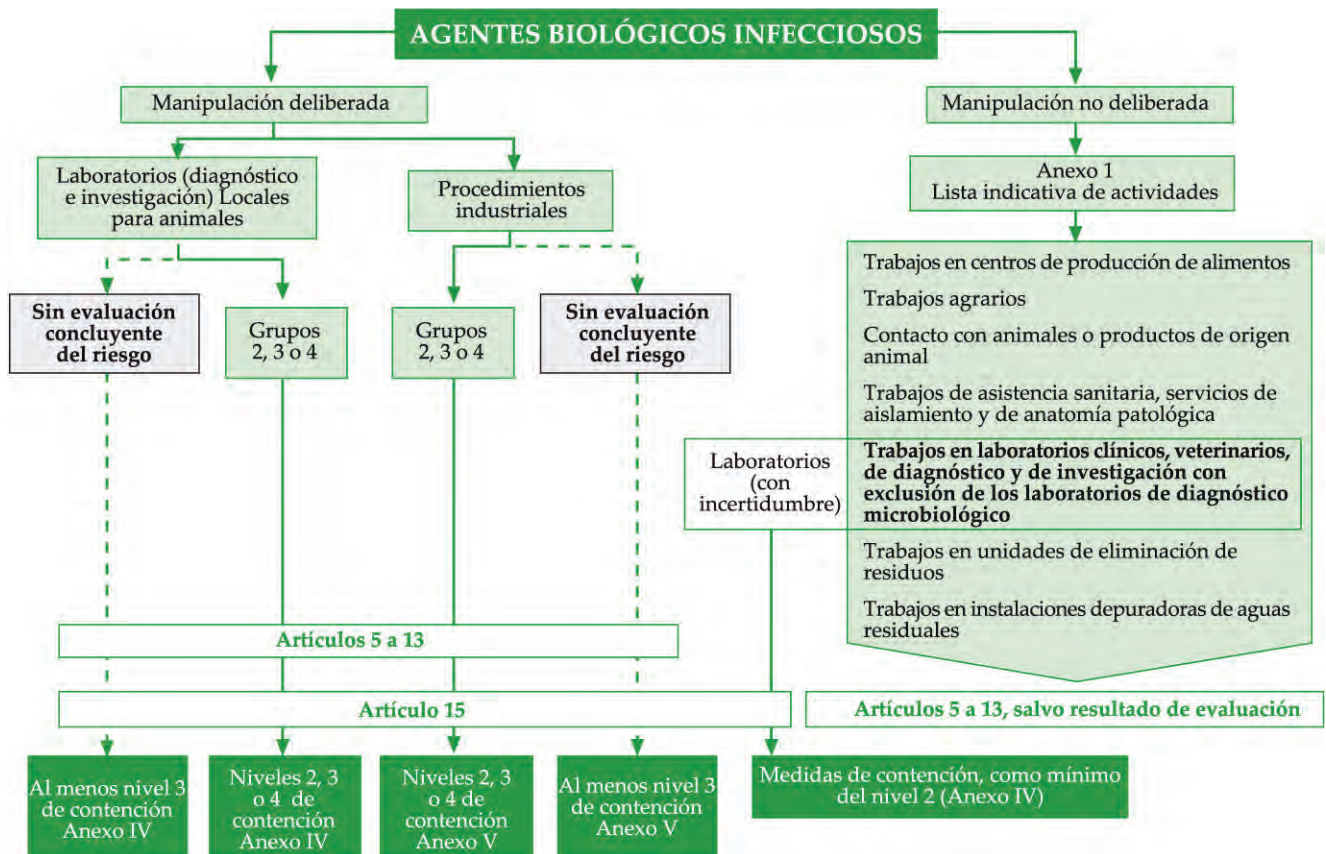 AGENTES BIOLÓGICOS INFECCIOSOS
Manipulación deliberada
Manipulación no deliberada
Laboratorios (diagnóstico
e investigación) Locales
para animales
Procedimientos
industriales
Anexo 1
Lista indicativa de actividades
Sin evaluación
concluyente
del riesgo
Grupos
2, 3 o 4
Grupos
2, 3 o 4
Sin evaluación
concluyente
del riesgo
Trabajos en centros de producción de alimentos
Trabajos agrarios
Contacto con animales o productos de origen
animal
Trabajos de asistencia sanitaria, servicios de
aislamiento y de anatomía patológica
Laboratorios
(con
incertidumbre)
Trabajos en laboratorios clínicos, veterinarios,
de diagnóstico y de investigación con
exclusión de los laboratorios de diagnóstico
microbiológico
Trabajos en unidades de eliminación de
residuos
Trabajos en instalaciones depuradoras de aguas
residuales
Artículos 5 a 13
Artículo 15
Artículos 5 a 13, salvo resultado de evaluación
Al menos nivel 3
de contención
Anexo IV
Niveles 2, 3
o 4 de
contención
Anexo IV
Niveles 2, 3
o 4 de
contención
Anexo V
Al menos nivel 3
de contención
Anexo V
Medidas de contención, como mínimo
del nivel 2 (Anexo IV)